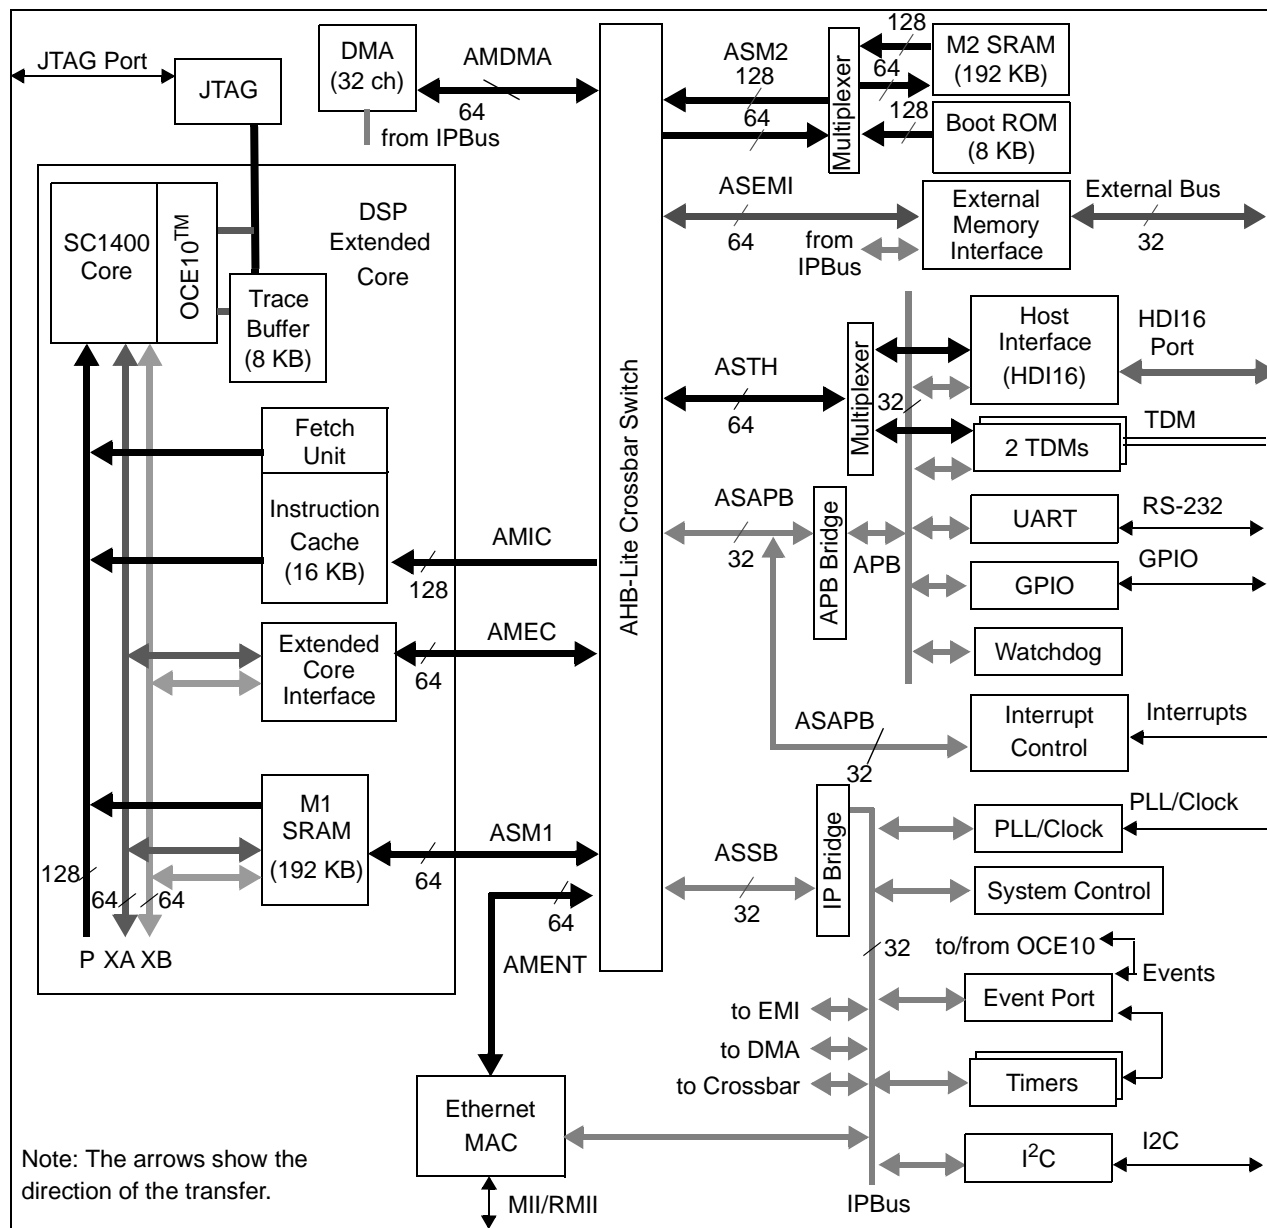 JTAG Port
JTAG
DMA
(32 ch)
AMDMA
64
from IPBus
ASM2
128
64
Multiplexer
128
64
128
M2 SRAM
(192 KB)
Boot ROM
(8 KB)
DSP
Extended
Core
SC1400
Core
OCE10TM
Trace
Buffer
(8 KB)
ASEMI
64
from
IPBus
External
Memory
Interface
External Bus
32
AHB-Lite Crossbar Switch
ASTH
64
Multiplexer
32
Host
Interface
(HDI16)
HDI16
Port
2 TDMs
TDM
Fetch
Unit
Instruction
Cache
(16 KB)
AMIC
128
ASAPB
32
APB Bridge
APB
UART
RS-232
GPIO
GPIO
Watchdog
Extended
Core
Interface
AMEC
64
ASAPB
32
Interrupt
Control
Interrupts
M1
SRAM
(192 KB)
ASM1
64
128
64
64
P XA XB
ASSB
32
IP Bridge
32
PLL/Clock
PLL/Clock
System Control
to/from OCE10
Events
Event Port
AMENT
64
to EMI
to DMA
to Crossbar
Timers
Ethernet
MAC
MII/RMII
I2C
I2C
IPBus
Note: The arrows show the
direction of the transfer.